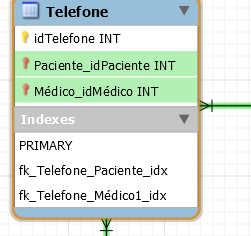 Telefone
idTelefone INT
Paciente_idPaciente INT
Médico_idMédico INT
Indexes
PRIMARY
fk_Telefone_Paciente_idx
fk_Telefone_Médico1_idx